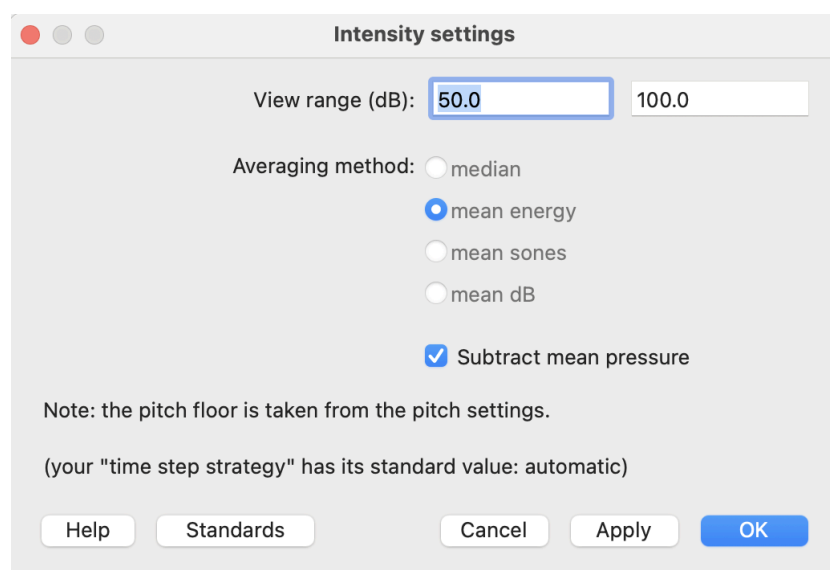 Intensity settings
View range (dB): 50.0 100.0
Averaging method: median
mean energy
mean sones
mean dB
Subtract mean pressure
Note: the pitch floor is taken from the pitch settings.
(your "time step strategy" has its standard value: automatic)
Help Standards Cancel Apply OK